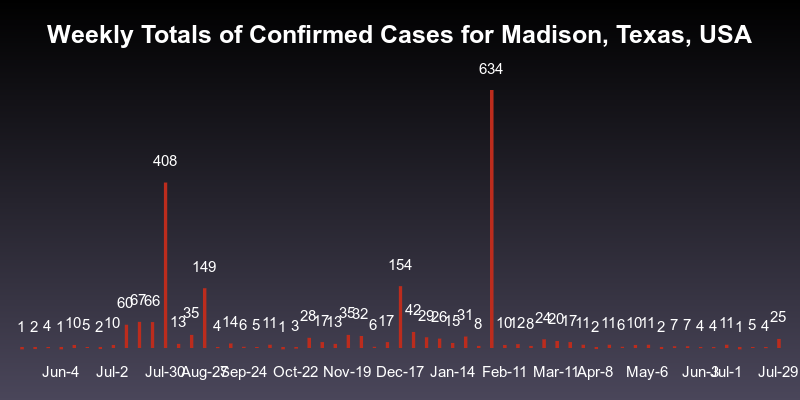 Weekly Totals of Confirmed Cases for Madison, Texas, USA
634
408
154
149
1 2 4 1 10 5 2 10 60 67 66 13 35 4 14 6 5 11 1 3 28 17 13 35 32 6 17 42 29 26 15 31 8 10 12 8 24 20 17 11 2 11 6 10 11 2 7 7 4 4 11 1 5 4 25
Jun-4 Jul-2 Jul-30 Aug-27 Sep-24 Oct-22 Nov-19 Dec-17 Jan-14 Feb-11 Mar-11 Apr-8 May-6 Jun-3 Jul-1 Jul-29